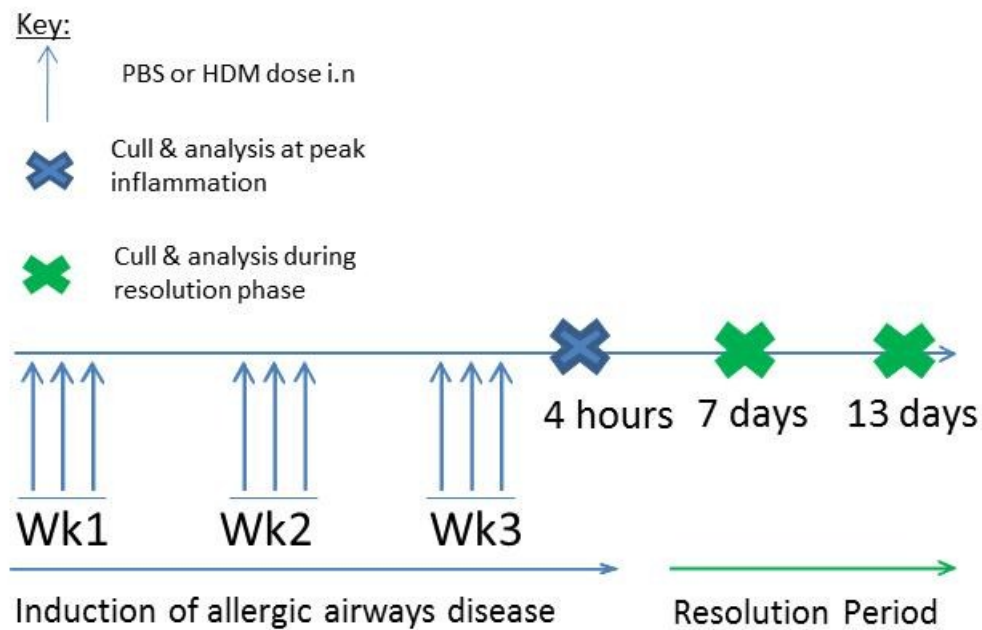 Key:
PBS or HDM dose i.n
Cull & analysis at peak
inflammation
Cull & analysis during
resolution phase
4 hours 7 days 13 days
Wk1 Wk2 Wk3
Induction of allergic airways disease Resolution Period